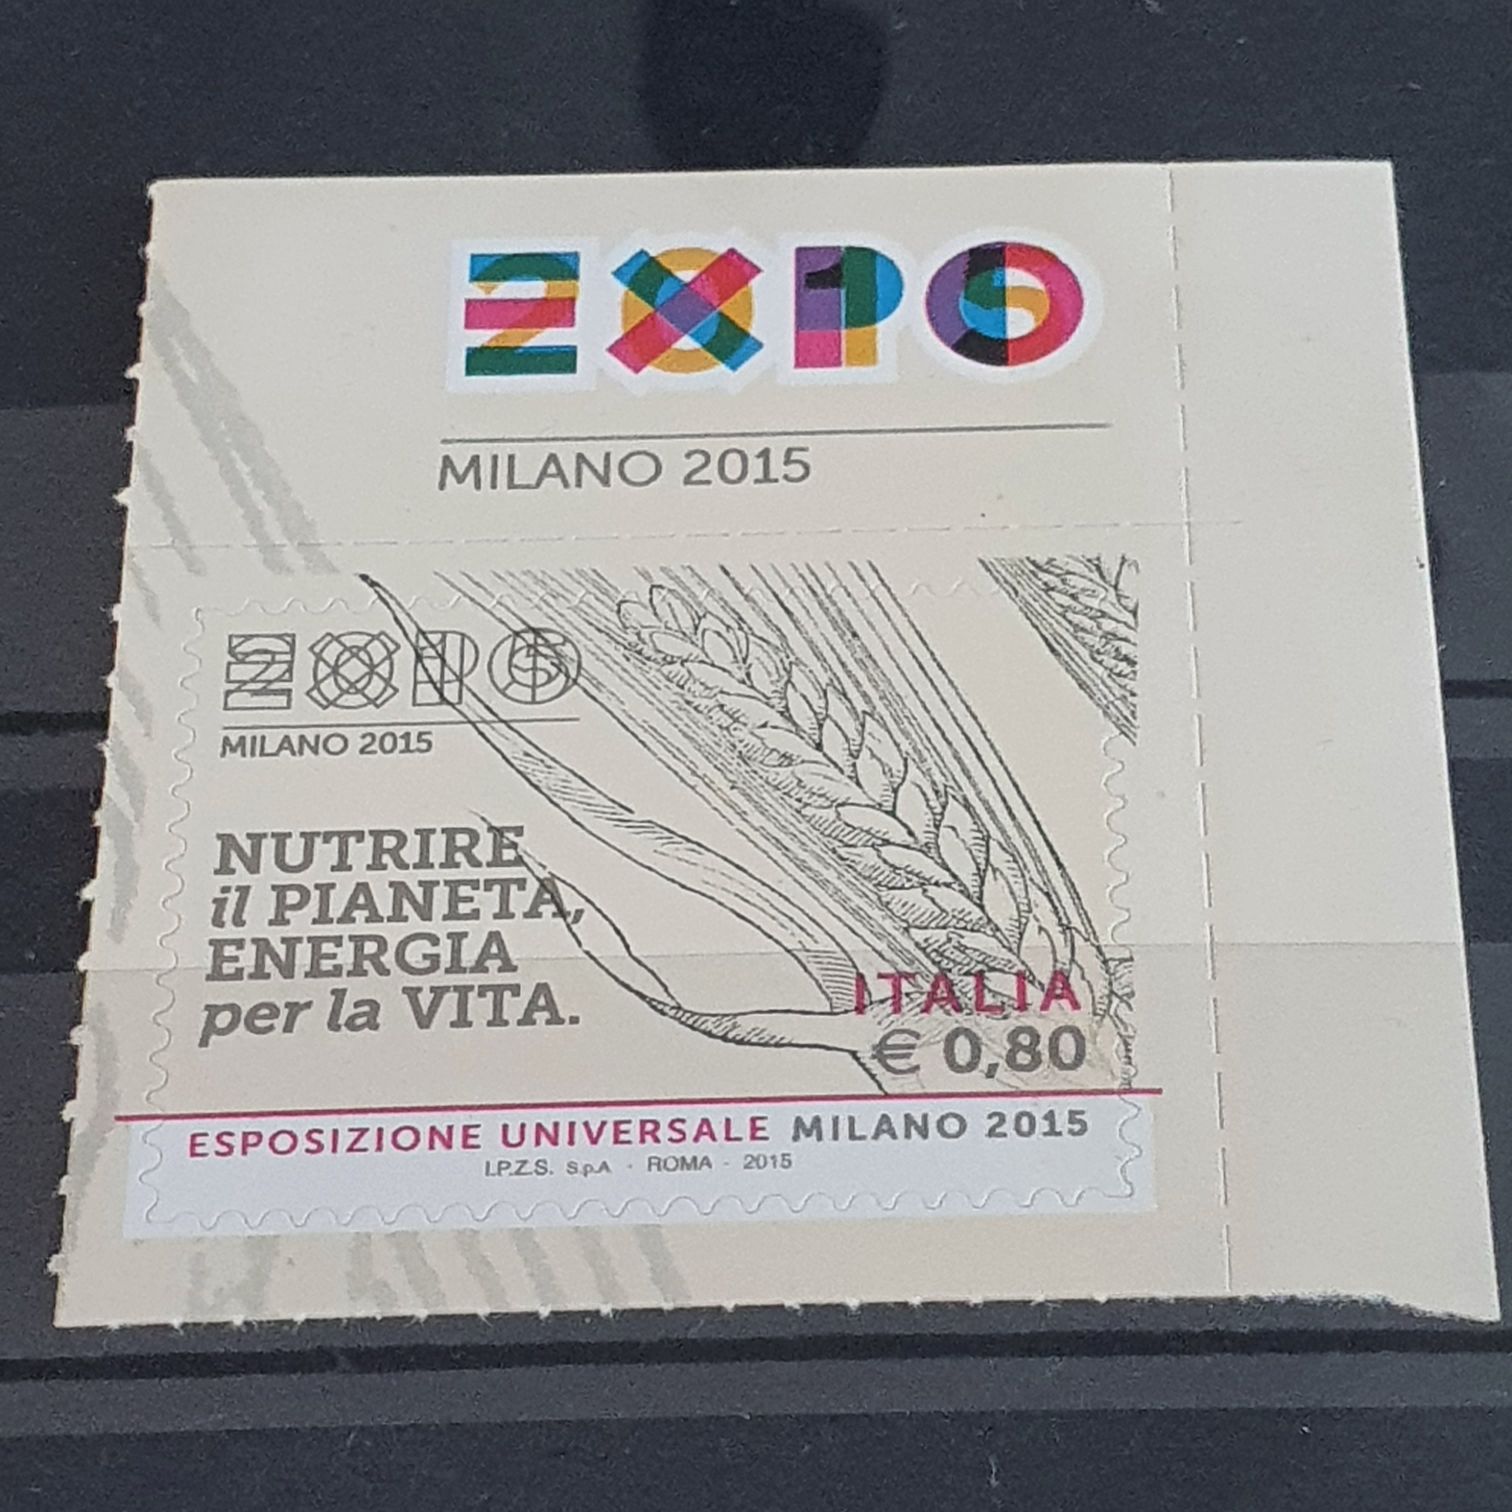 EXPO
MILANO 2015
EXPO
MILANO 2015
NUTRIRE
il PIANETA,
ENERGIA
per la VITA.
ITALIA
€ 0,80
ESPOSIZIONE UNIVERSALE MILANO 2015
I.P.Z.S. S.p.A - ROMA - 2015